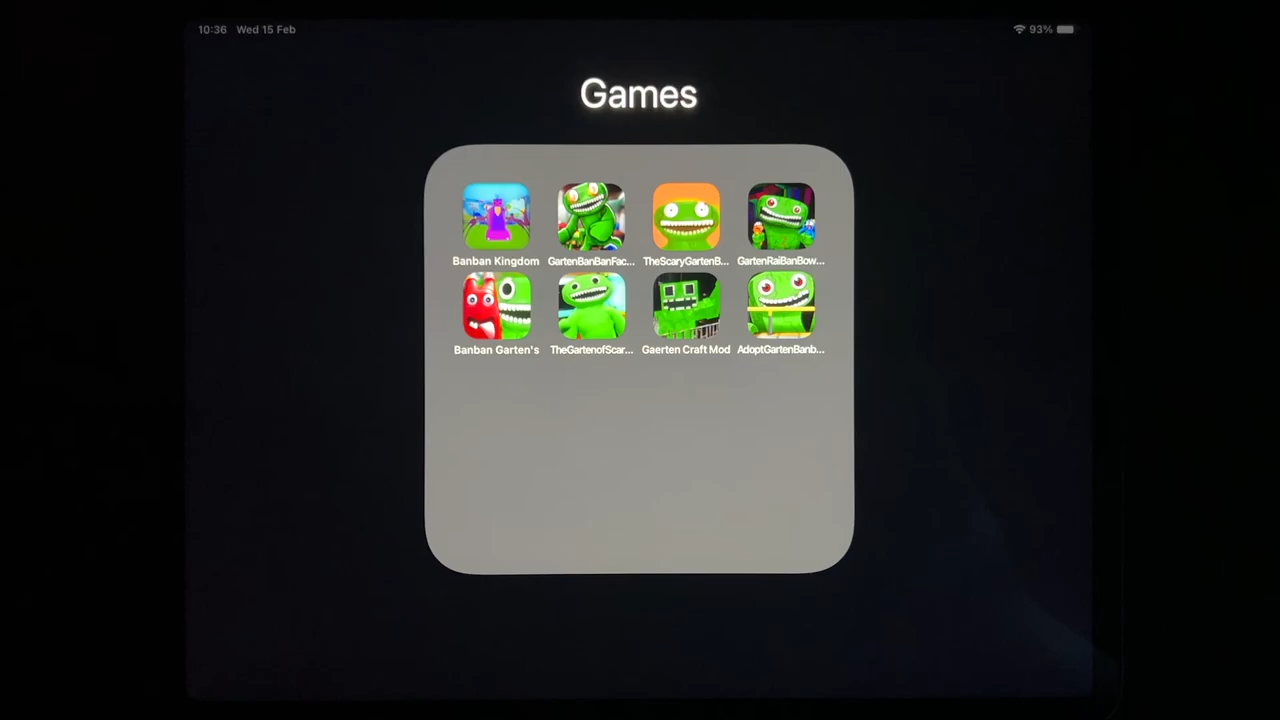 10:36 Wed 15 Feb
93%
Games
Banban Kingdom
GartenBanBanFac...
TheScaryGartenB...
GartenRaiBanBow...
Banban Garten's
TheGartenofScar...
Gaerten Craft Mod
AdoptGartenBanb...